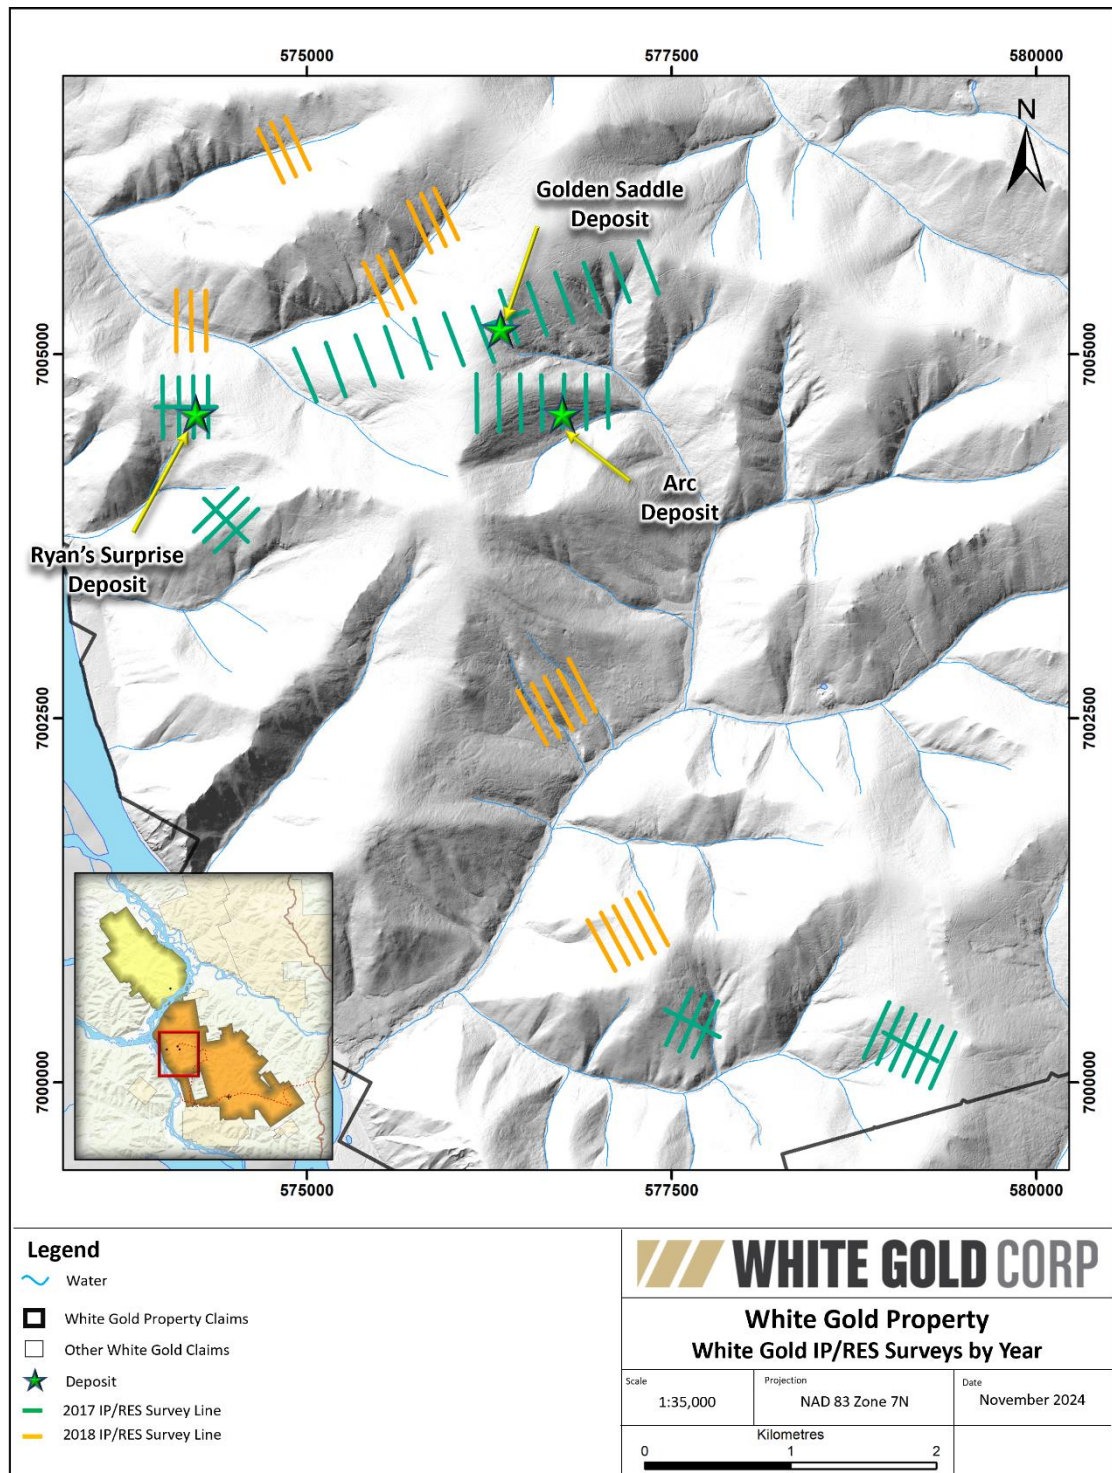 575000
577500
580000
N
Golden Saddle
Deposit
7005000
7005000
Arc
Deposit
Ryan's Surprise
Deposit
7002500
7002500
7000000
7000000
575000
577500
580000
Legend
Water
White Gold Property Claims
Other White Gold Claims
Deposit
2017 IP/RES Survey Line
2018 IP/RES Survey Line
WHITE GOLD CORP
White Gold Property
White Gold IP/RES Surveys by Year
Scale
1:35,000
Projection
NAD 83 Zone 7N
Date
November 2024
Kilometres
0 1 2